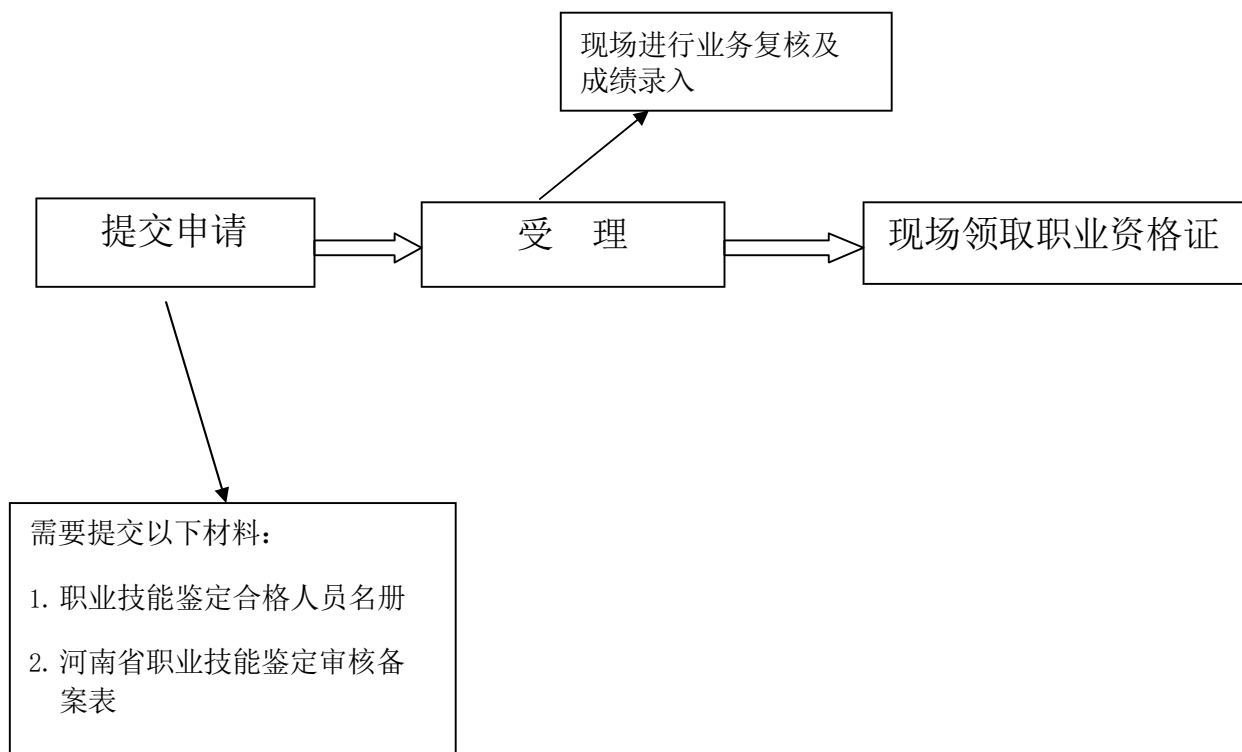 现场进行业务复核及
成绩录入
提交申请
受 理
现场领取职业资格证
需要提交以下材料：
1. 职业技能鉴定合格人员名册
2. 河南省职业技能鉴定审核备
案表